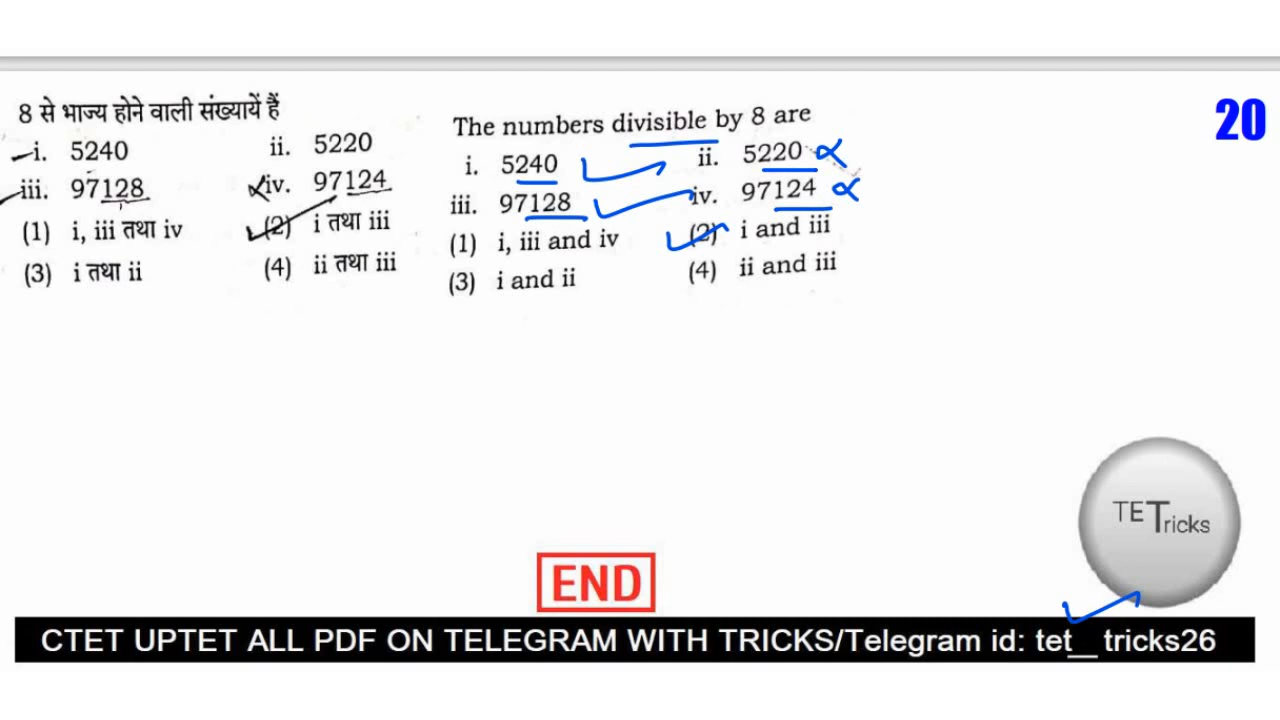 20
8 से भाज्य होने वाली संख्यायें हैं
i. 5240 ii. 5220
iii. 97128 iv. 97124
(1) i, iii तथा iv (2) i तथा iii
(3) i तथा ii (4) ii तथा iii
The numbers divisible by 8 are
i. 5240 ii. 5220
iii. 97128 iv. 97124
(1) i, iii and iv (2) i and iii
(3) i and ii (4) ii and iii
TETricks
END
CTET UPTET ALL PDF ON TELEGRAM WITH TRICKS/Telegram id: tet__ tricks26